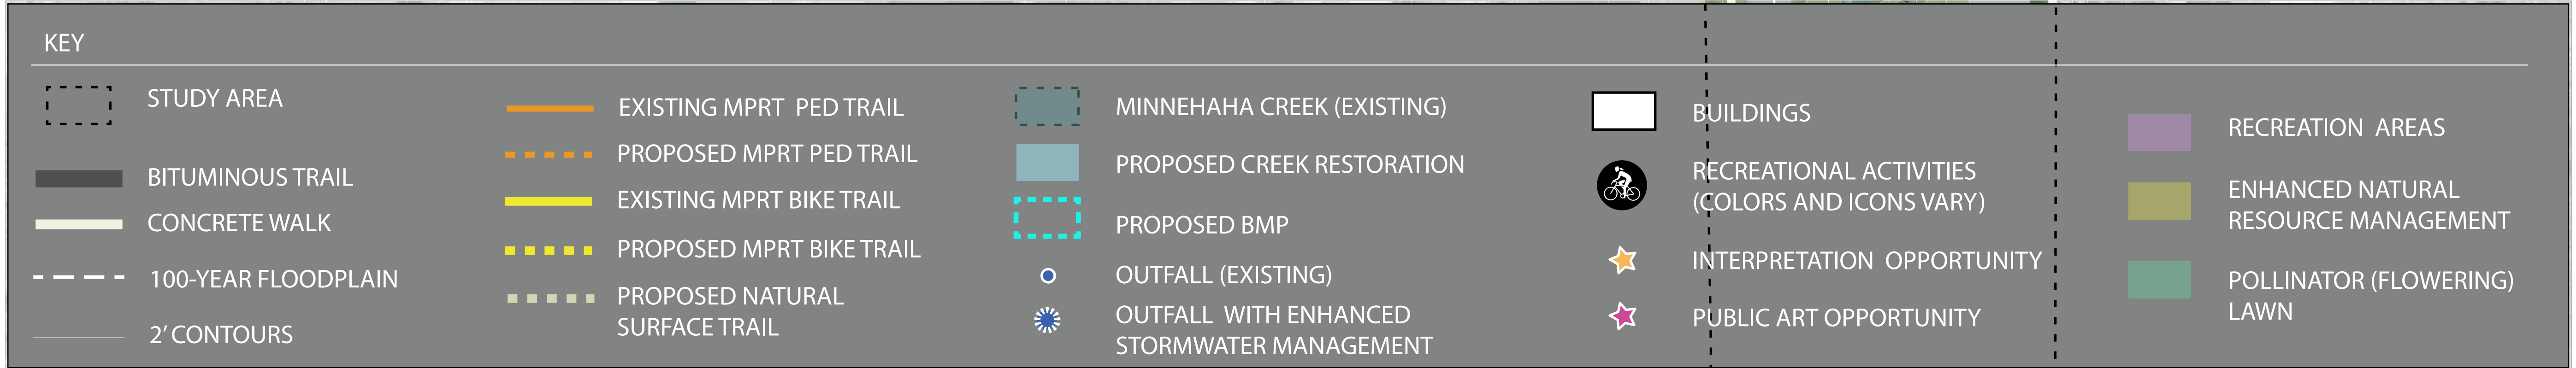 KEY
STUDY AREA
BITUMINOUS TRAIL
CONCRETE WALK
100-YEAR FLOODPLAIN
2' CONTOURS
EXISTING MPRT PED TRAIL
PROPOSED MPRT PED TRAIL
EXISTING MPRT BIKE TRAIL
PROPOSED MPRT BIKE TRAIL
PROPOSED NATURAL
SURFACE TRAIL
MINNEHAHA CREEK (EXISTING)
PROPOSED CREEK RESTORATION
PROPOSED BMP
OUTFALL (EXISTING)
OUTFALL WITH ENHANCED
STORMWATER MANAGEMENT
BUILDINGS
RECREATIONAL ACTIVITIES
(COLORS AND ICONS VARY)
INTERPRETATION OPPORTUNITY
PUBLIC ART OPPORTUNITY
RECREATION AREAS
ENHANCED NATURAL
RESOURCE MANAGEMENT
POLLINATOR (FLOWERING)
LAWN